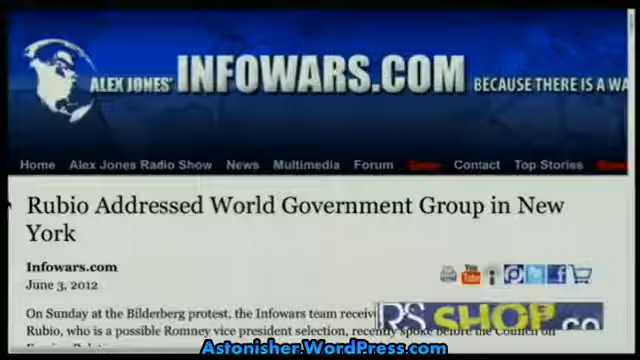 ALEX JONES' INFOWARS.COM BECAUSE THERE IS A WA
Home Alex Jones Radio Show News Multimedia Forum Contact Top Stories
Rubio Addressed World Government Group in New
York
Infowars.com
June 3, 2012
On Sunday at the Bilderberg protest, the Infowars team receiv
Rubio, who is a possible Romney vice president selection, recently spoke before the Council on
SHOP
Astonisher.WordPress.com